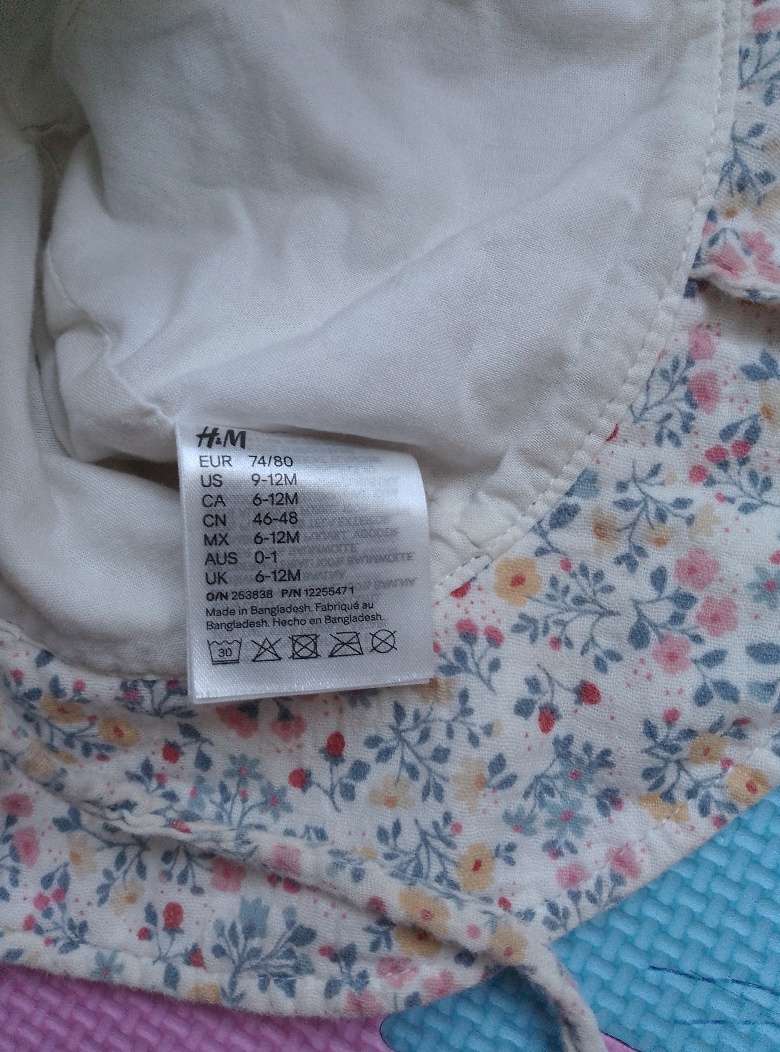 H&M
EUR 74/80
US 9-12M
CA 6-12M
CN 46-48
MX 6-12M
AUS 0-1
UK 6-12M
O/N 253838 P/N 12255471
Made in Bangladesh. Fabriqué au
Bangladesh. Hecho en Bangladesh.
30